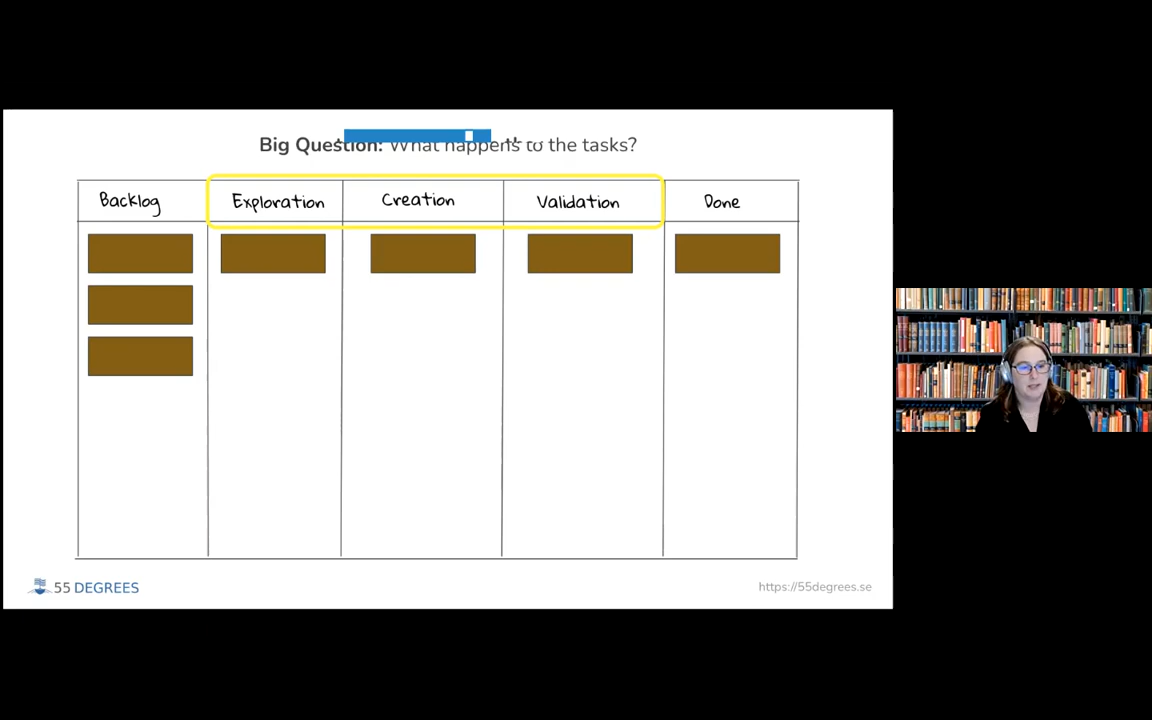 Big Question: What happens to the tasks?
Backlog Exploration Creation Validation Done
55 DEGREES
https://55degrees.se